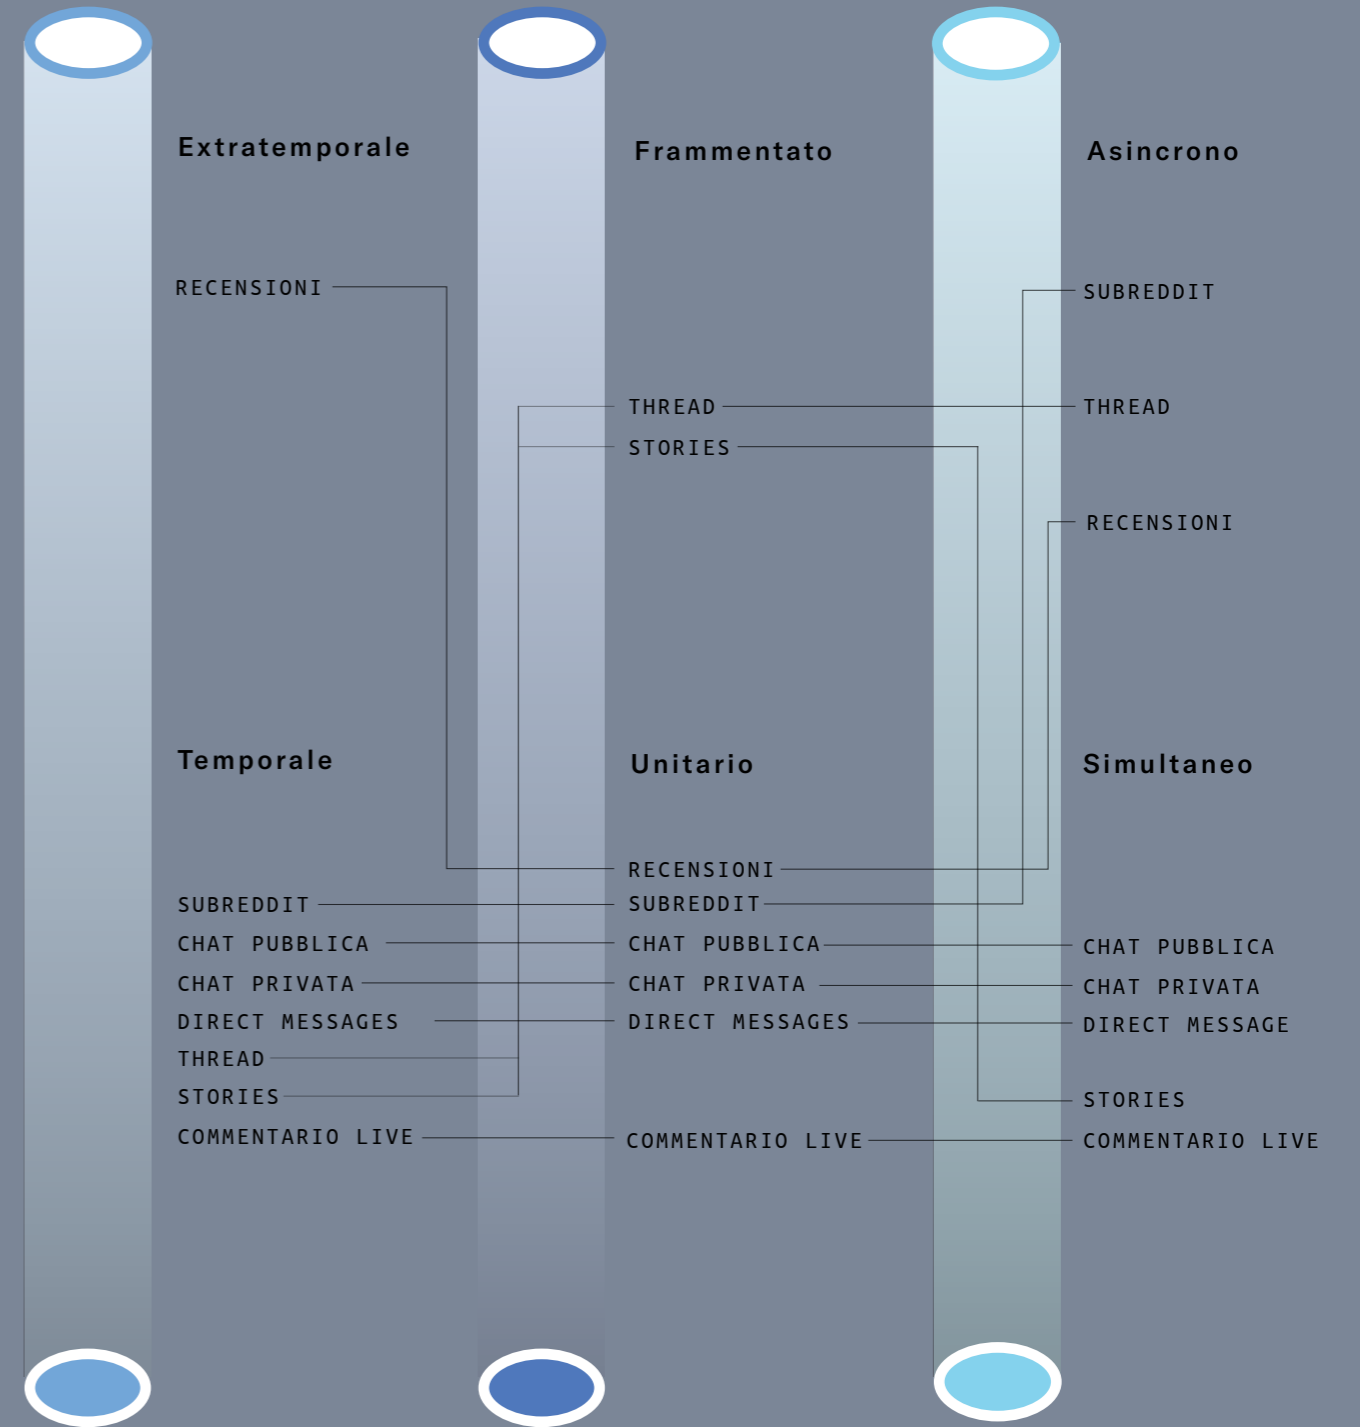 Extratemporale
RECENSIONI
Temporale
SUBREDDIT
CHAT PUBBLICA
CHAT PRIVATA
DIRECT MESSAGES
THREAD
STORIES
COMMENTARIO LIVE
Frammentato
THREAD
STORIES
Unitario
RECENSIONI
SUBREDDIT
CHAT PUBBLICA
CHAT PRIVATA
DIRECT MESSAGES
COMMENTARIO LIVE
Asincrono
SUBREDDIT
THREAD
RECENSIONI
Simultaneo
CHAT PUBBLICA
CHAT PRIVATA
DIRECT MESSAGE
STORIES
COMMENTARIO LIVE